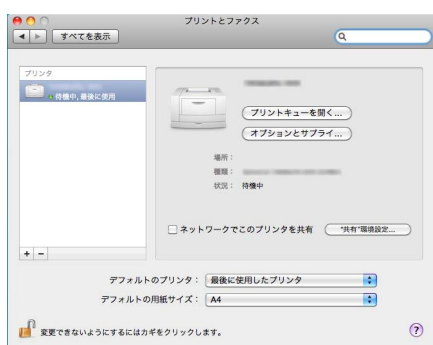 プリントとファクス
すべてを表示
プリンタ
待機中, 最後に使用
プリントキューを開く...
オプションとサプライ...
場所：
種類：
状況： 待機中
ネットワークでこのプリンタを共有
"共有"環境設定...
+ −
デフォルトのプリンタ： 最後に使用したプリンタ
デフォルトの用紙サイズ： A4
変更できないようにするにはカギをクリックします。
?